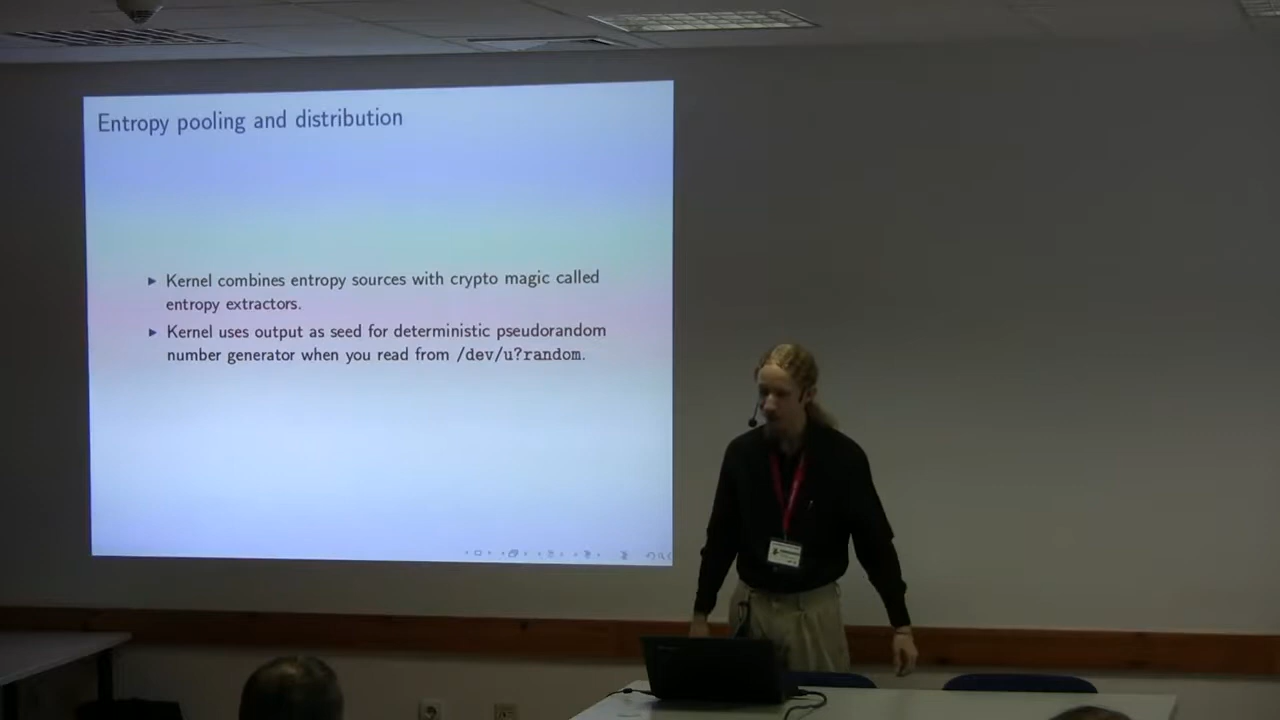 Entropy pooling and distribution
Kernel combines entropy sources with crypto magic called
entropy extractors.
Kernel uses output as seed for deterministic pseudorandom
number generator when you read from /dev/u?random.